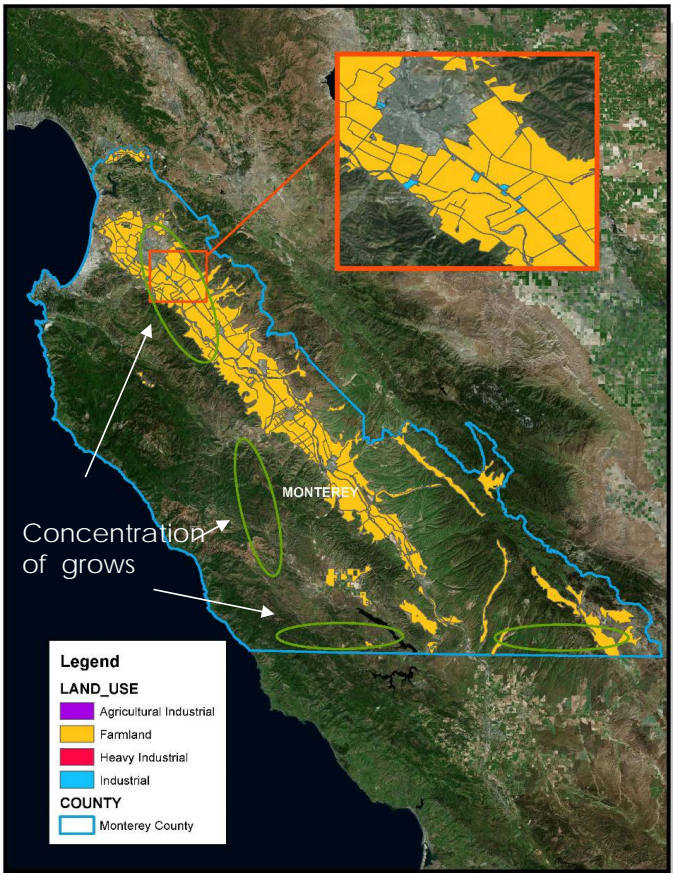 MONTEREY
Concentration
of grows
Legend
LAND_USE
Agricultural Industrial
Farmland
Heavy Industrial
Industrial
COUNTY
Monterey County